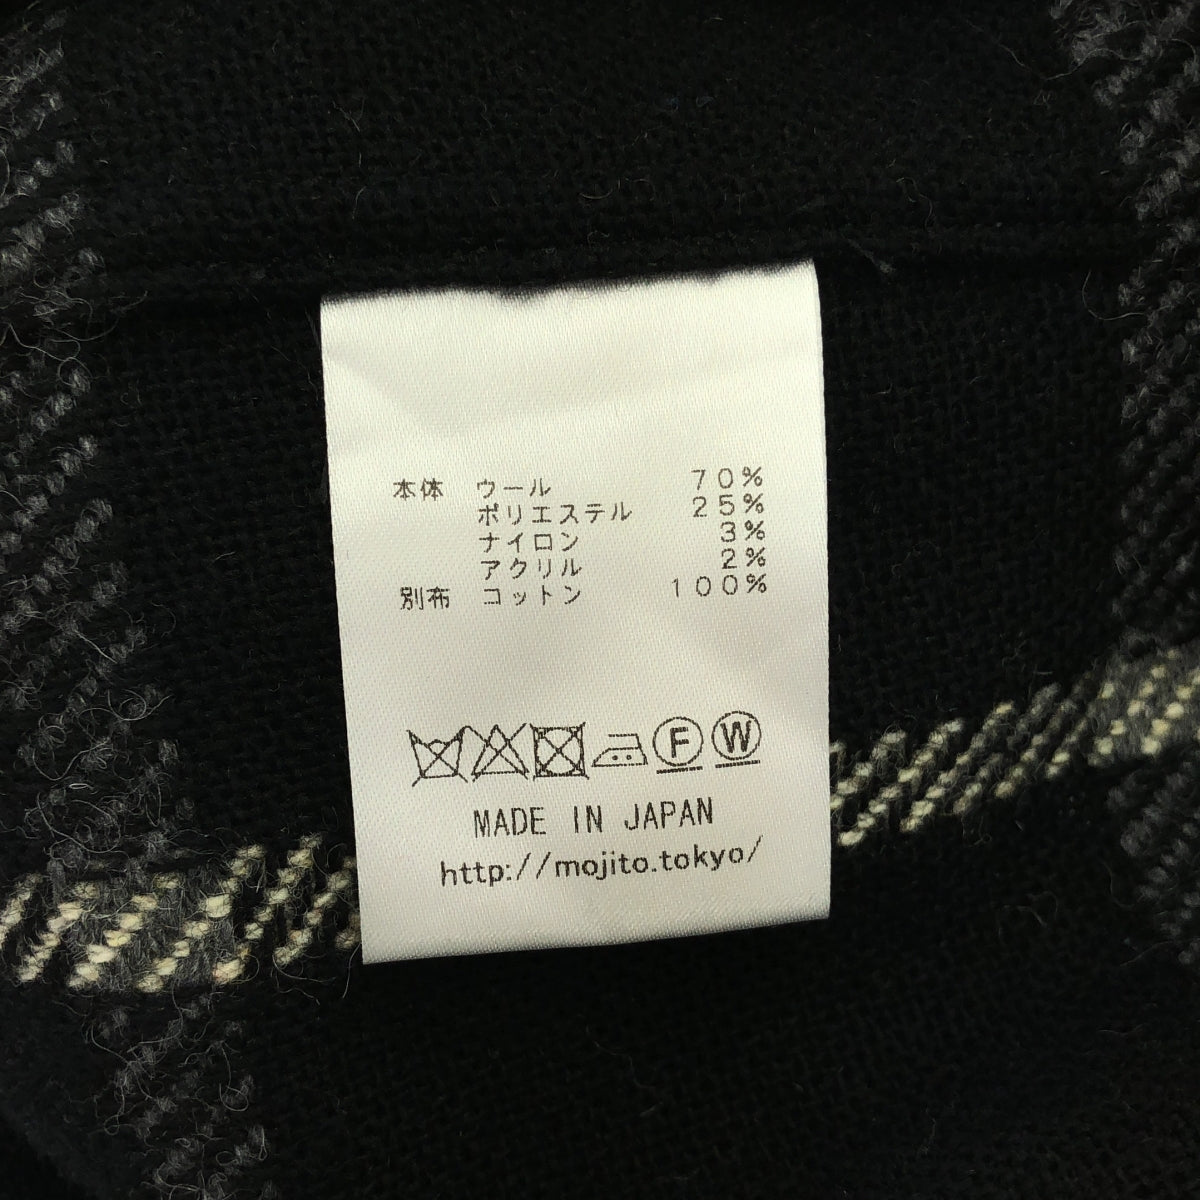 本体 ウール 70%
ポリエステル 25%
ナイロン 3%
アクリル 2%
別布 コットン 100%
F W
MADE IN JAPAN
http://mojito.tokyo/